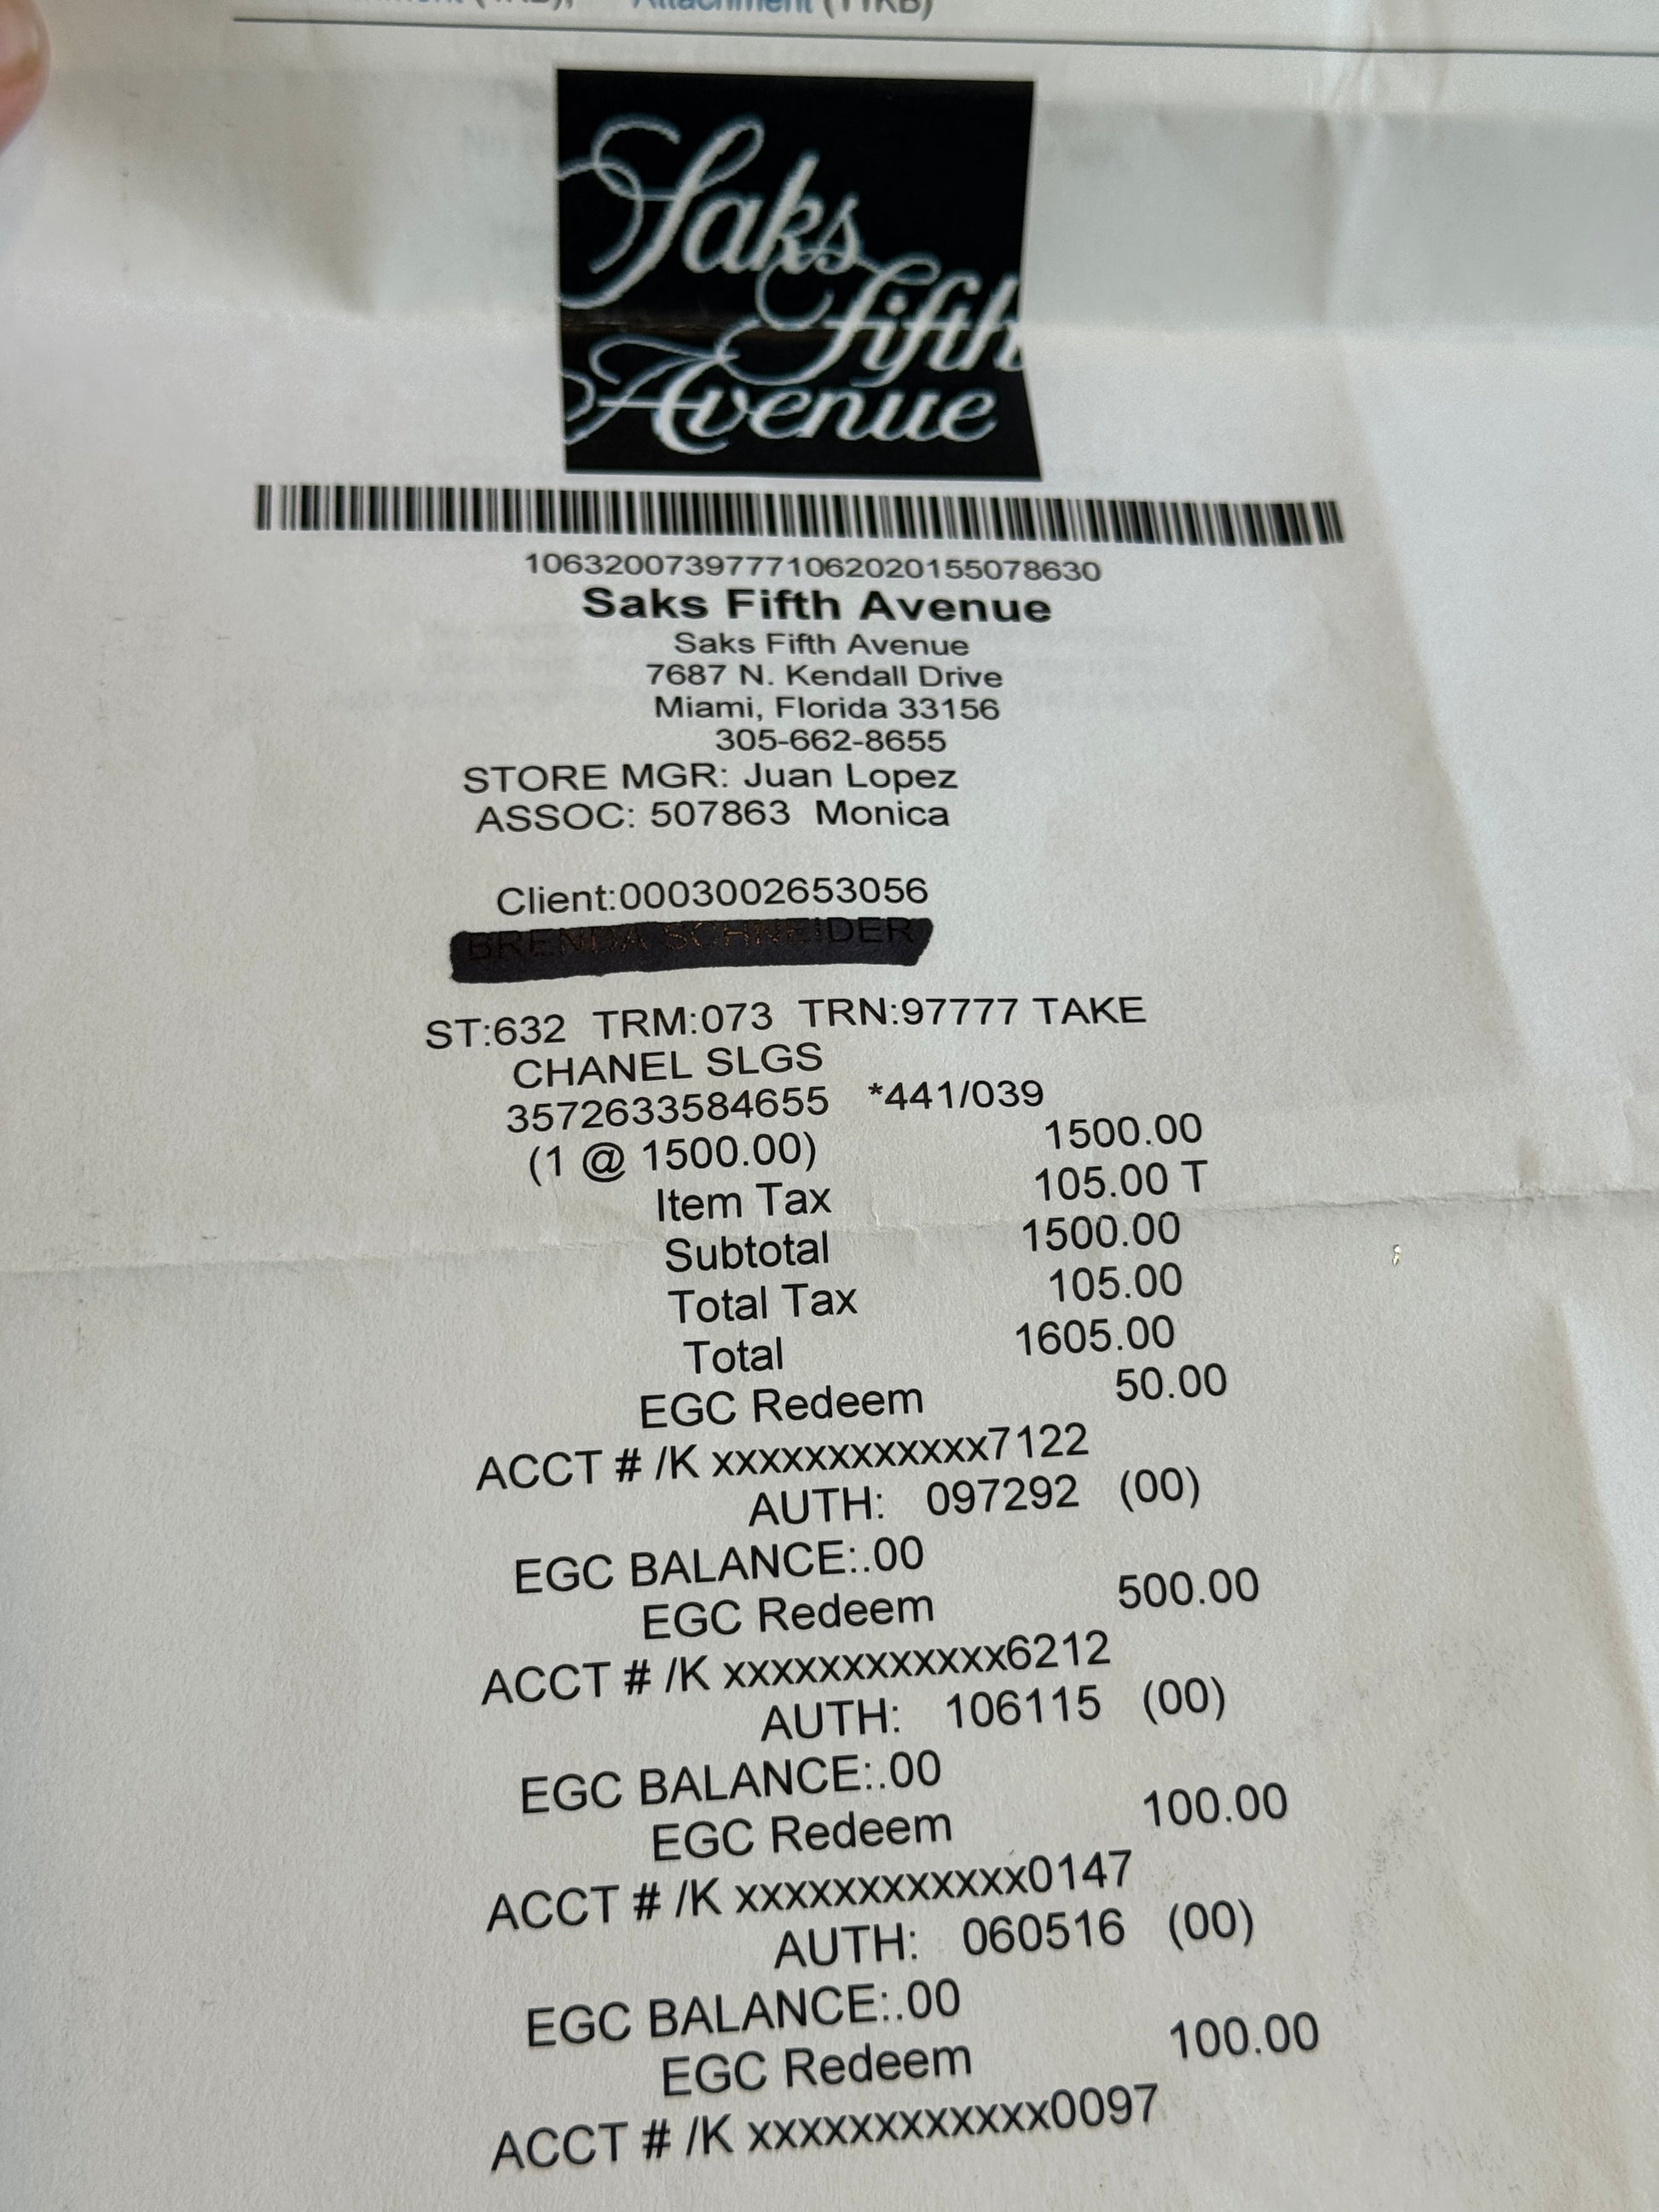 Attachment (11KB)
Saks
Fifth
Avenue
106320073977771062020155078630
Saks Fifth Avenue
Saks Fifth Avenue
7687 N. Kendall Drive
Miami, Florida 33156
305-662-8655
STORE MGR: Juan Lopez
ASSOC: 507863 Monica
Client:0003002653056
ST:632 TRM:073 TRN:97777 TAKE
CHANEL SLGS
3572633584655 *441/039
(1 @ 1500.00) 1500.00
Item Tax 105.00 T
Subtotal 1500.00
Total Tax 105.00
Total 1605.00
EGC Redeem 50.00
ACCT # /K xxxxxxxxxxxx7122
AUTH: 097292 (00)
EGC BALANCE:.00
EGC Redeem 500.00
ACCT # /K xxxxxxxxxxxx6212
AUTH: 106115 (00)
EGC BALANCE:.00
EGC Redeem 100.00
ACCT # /K xxxxxxxxxxxx0147
AUTH: 060516 (00)
EGC BALANCE:.00
EGC Redeem 100.00
ACCT # /K xxxxxxxxxxxx0097